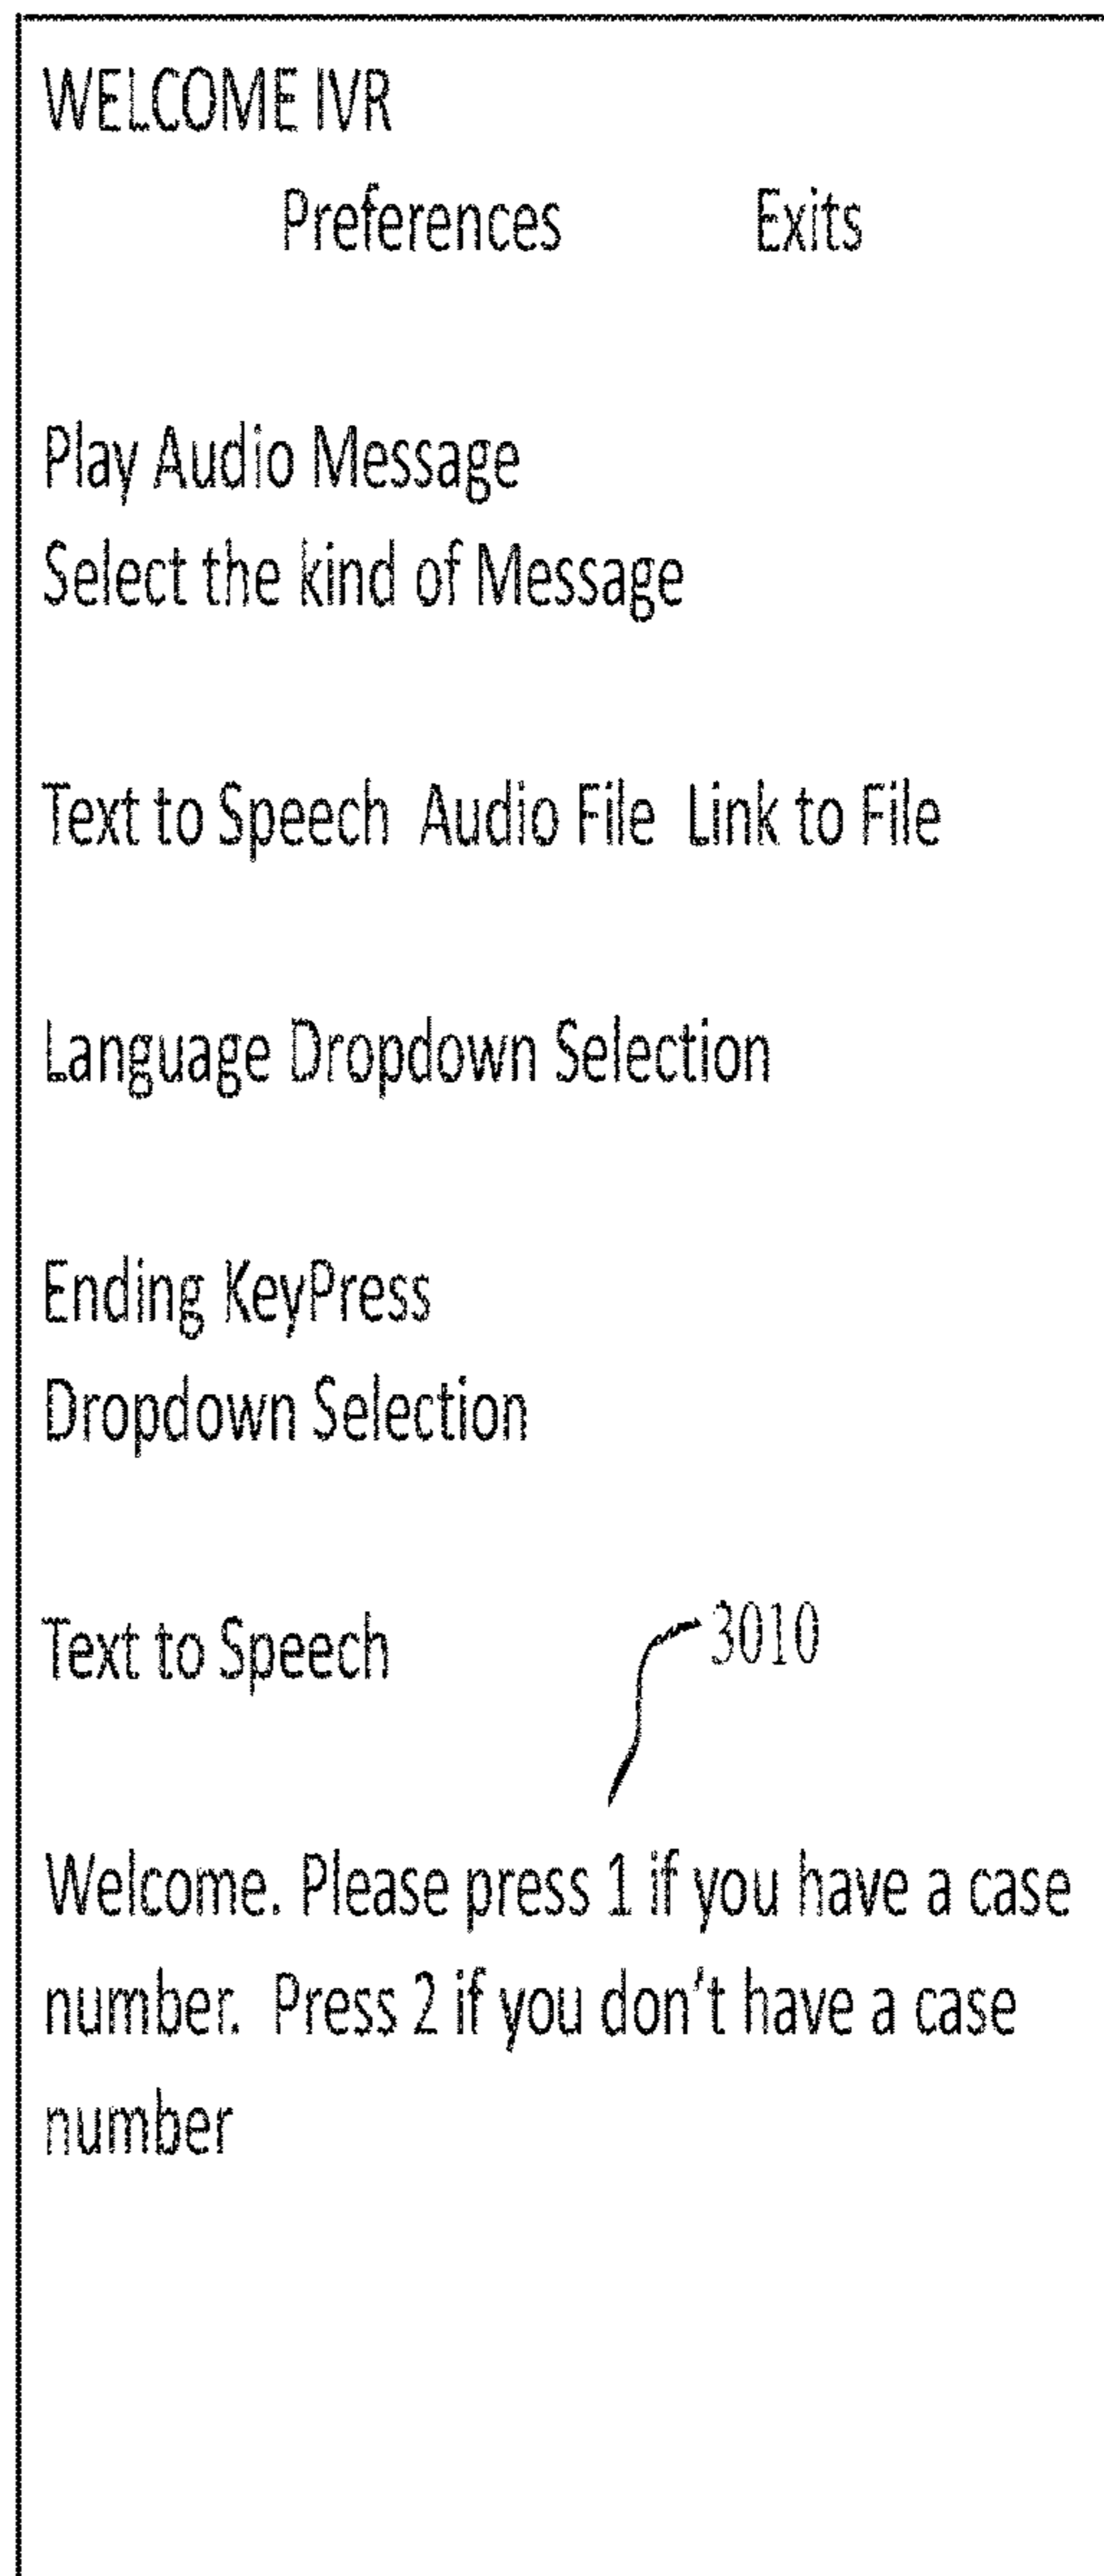 WELCOME IVR
Preferences Exits
Play Audio Message
Select the kind of Message
Text to Speech Audio File Link to File
Language Dropdown Selection
Ending KeyPress
Dropdown Selection
Text to Speech
3010
Welcome. Please press 1 if you have a case
number. Press 2 if you don't have a case
number